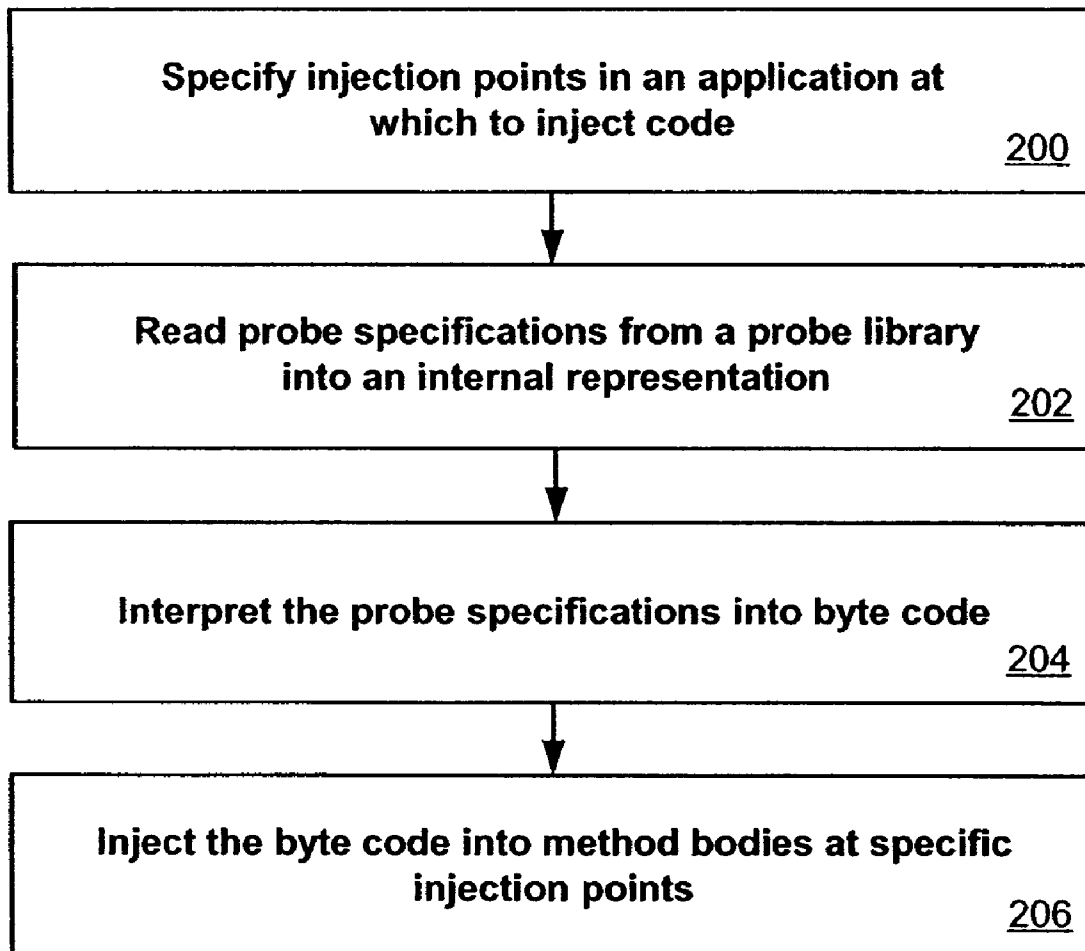 Specify injection points in an application at
which to inject code
200
Read probe specifications from a probe library
into an internal representation
202
Interpret the probe specifications into byte code
204
Inject the byte code into method bodies at specific
injection points
206